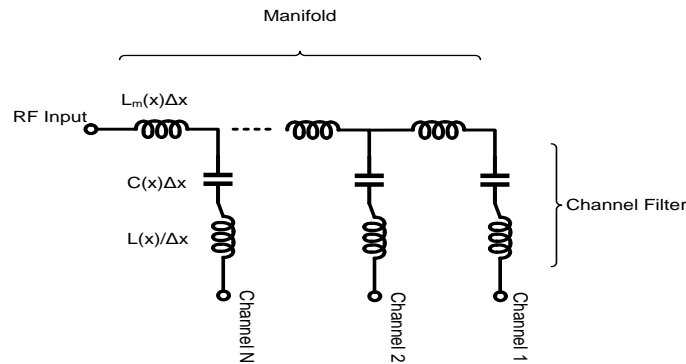 Manifold
Lm(x)Δx
RF Input
C(x)Δx
Channel Filter
L(x)/Δx
Channel N
Channel 2
Channel 1